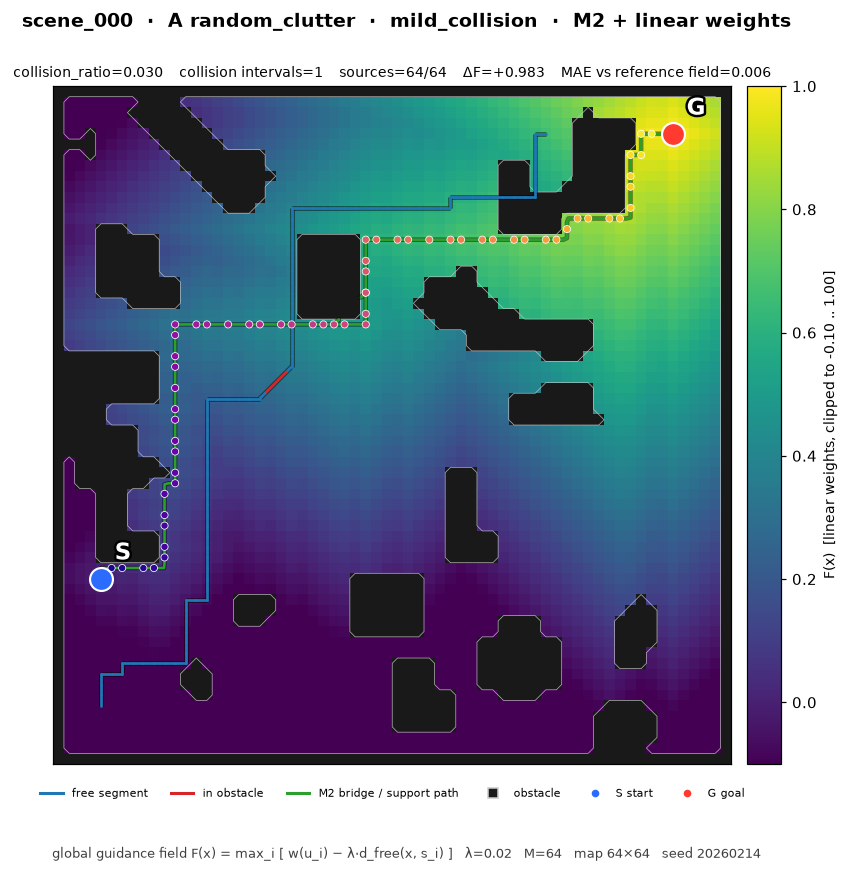 scene_000 · A random_clutter · mild_collision · M2 + linear weights
collision_ratio=0.030 collision intervals=1 sources=64/64 ΔF=+0.983 MAE vs reference field=0.006
G
S
1.0
0.8
0.6
0.4
0.2
0.0
F(x) [linear weights, clipped to -0.10 .. 1.00]
free segment
in obstacle
M2 bridge / support path
obstacle
S start
G goal
global guidance field F(x) = max_i [ w(u_i) − λ·d_free(x, s_i) ] λ=0.02 M=64 map 64×64 seed 20260214